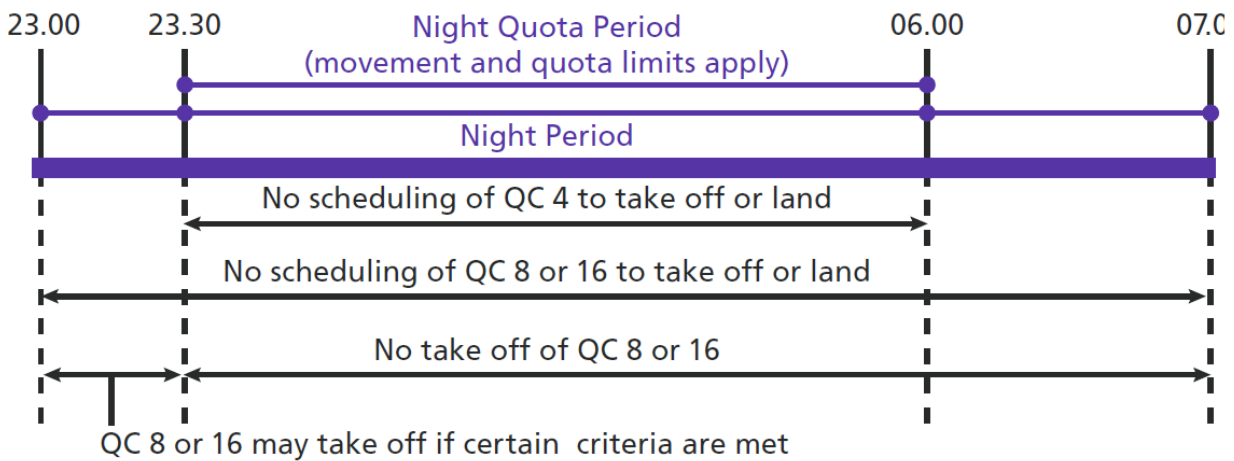 23.00 23.30 Night Quota Period 06.00 07.0
(movement and quota limits apply)
Night Period
No scheduling of QC 4 to take off or land
No scheduling of QC 8 or 16 to take off or land
No take off of QC 8 or 16
QC 8 or 16 may take off if certain criteria are met